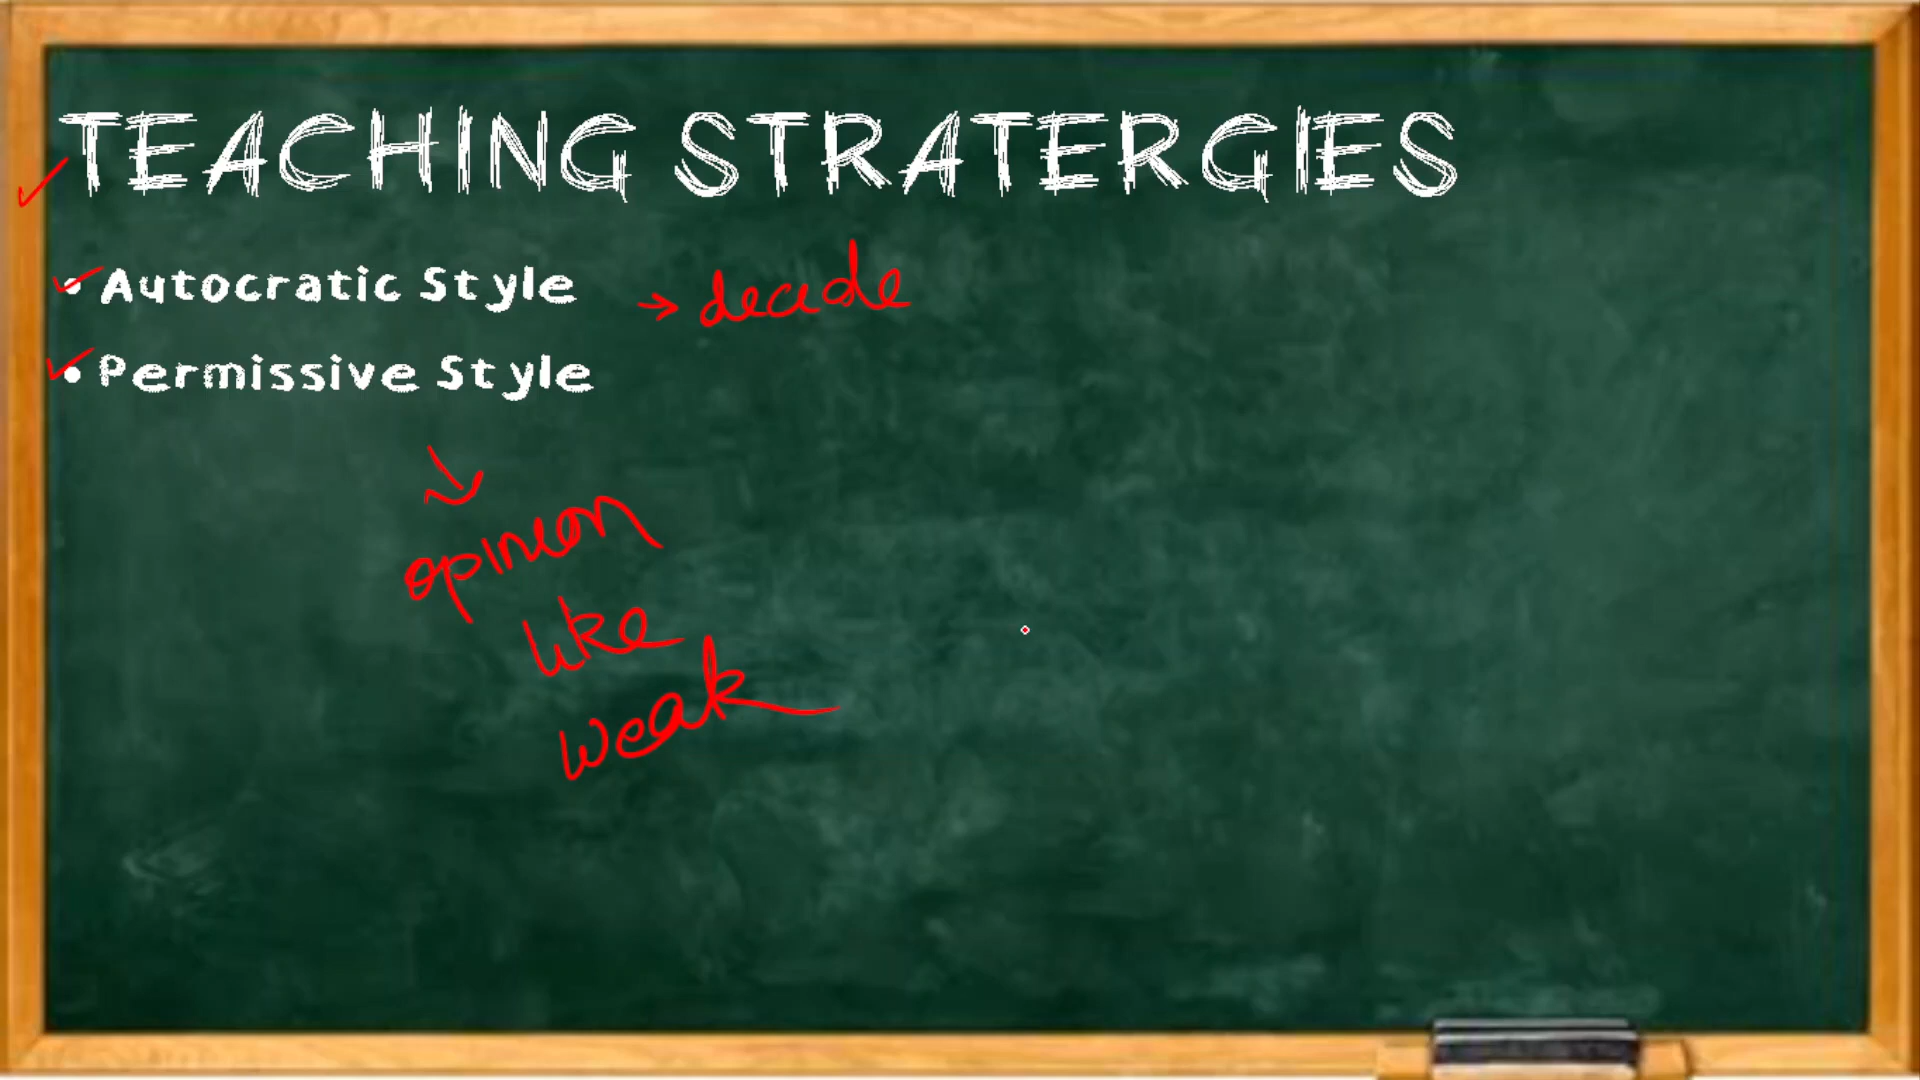 TEACHING STRATERGIES
• Autocratic Style → decide
• Permissive Style
↓
opinion
like
weak